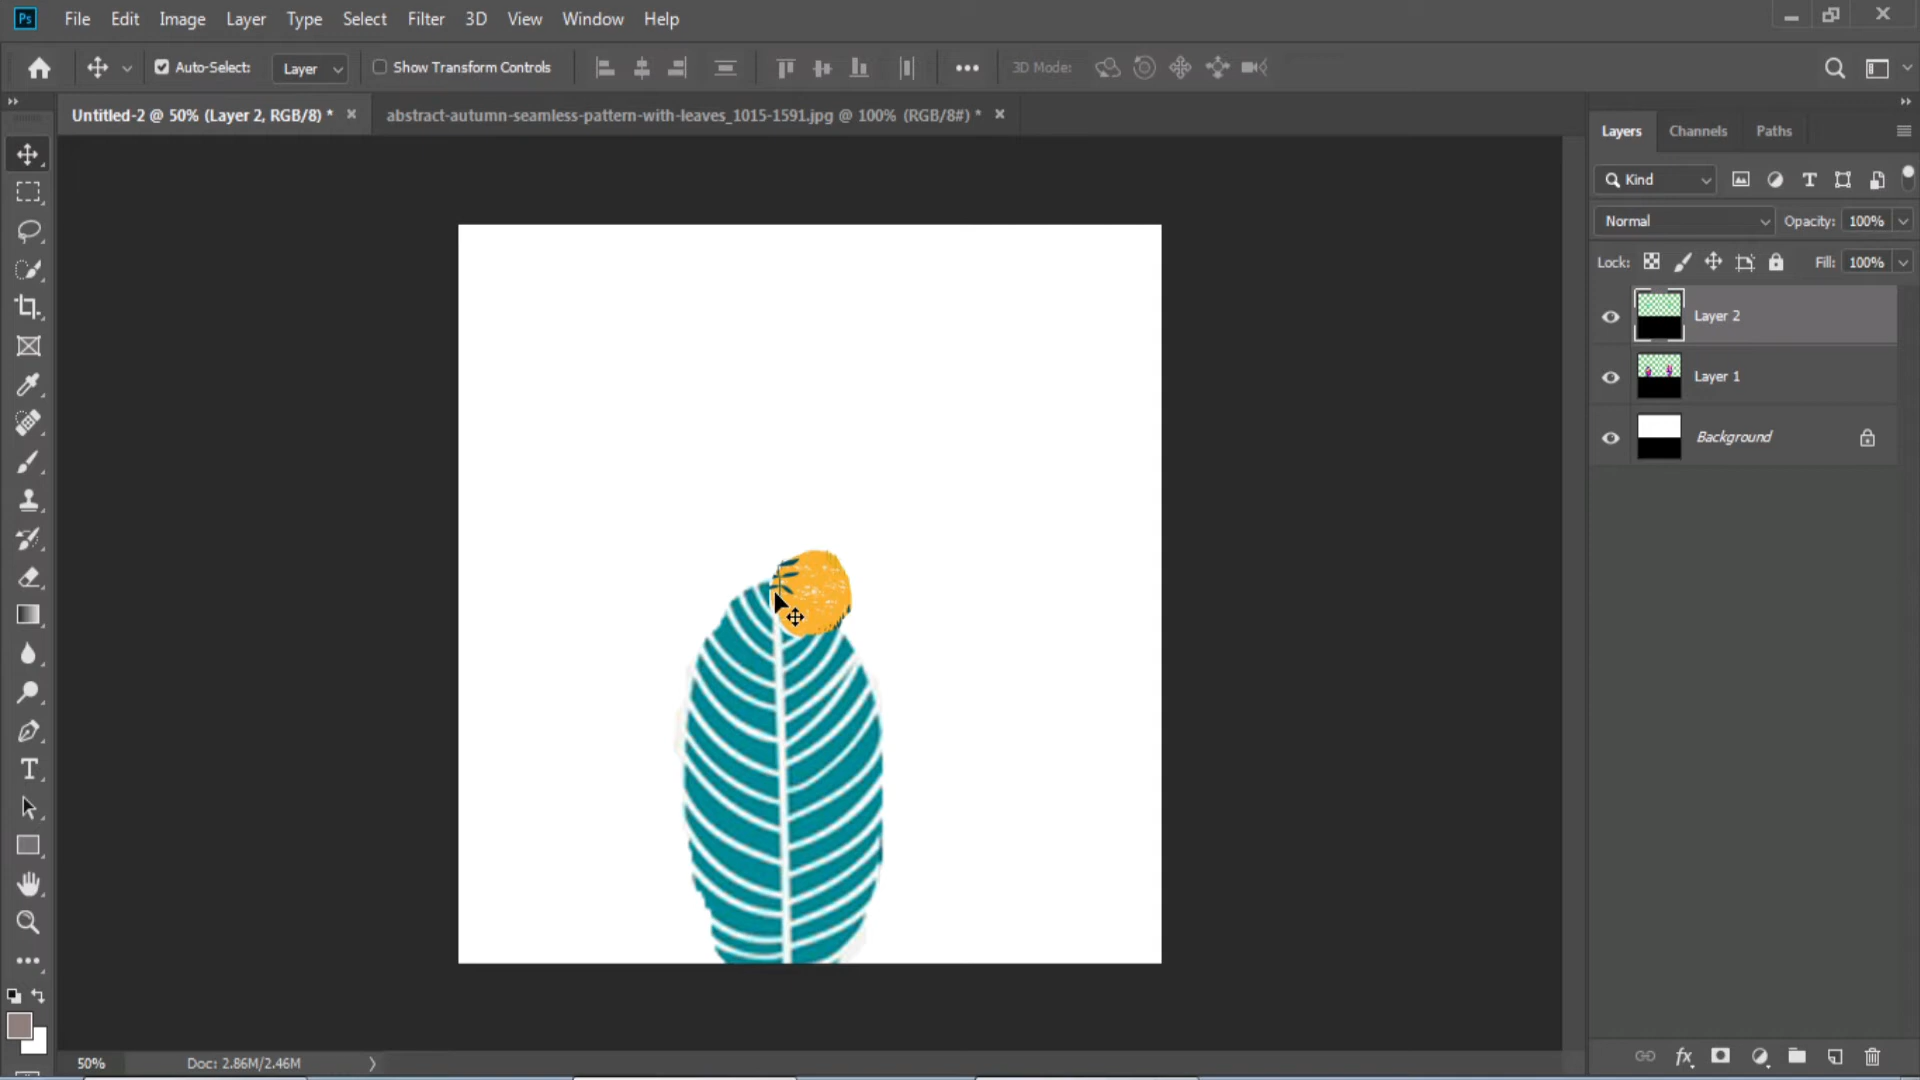 Ps File Edit Image Layer Type Select Filter 3D View Window Help
Auto-Select: Layer Show Transform Controls 3D Mode:
Untitled-2 @ 50% (Layer 2, RGB/8) * abstract-autumn-seamless-pattern-with-leaves_1015-1591.jpg @ 100% (RGB/8#) *
Layers Channels Paths
Kind
Normal Opacity: 100%
Lock: Fill: 100%
Layer 2
Layer 1
Background
50% Doc: 2.86M/2.46M